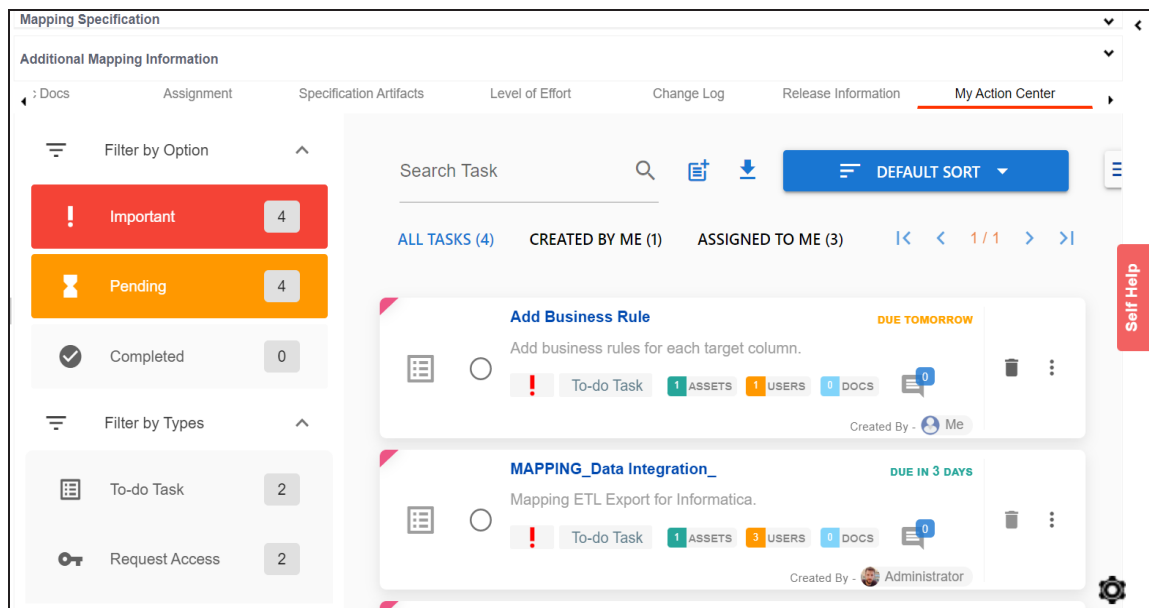 Mapping Specification
Additional Mapping Information
: Docs Assignment Specification Artifacts Level of Effort Change Log Release Information My Action Center
Filter by Option
Important 4
Pending 4
Completed 0
Filter by Types
To-do Task 2
Request Access 2
Search Task DEFAULT SORT
ALL TASKS (4) CREATED BY ME (1) ASSIGNED TO ME (3) 1 / 1
Add Business Rule DUE TOMORROW
Add business rules for each target column.
To-do Task 1 ASSETS 1 USERS 0 DOCS 0
Created By - Me
MAPPING_Data Integration_ DUE IN 3 DAYS
Mapping ETL Export for Informatica.
To-do Task 1 ASSETS 3 USERS 0 DOCS 0
Created By - Administrator
Self Help